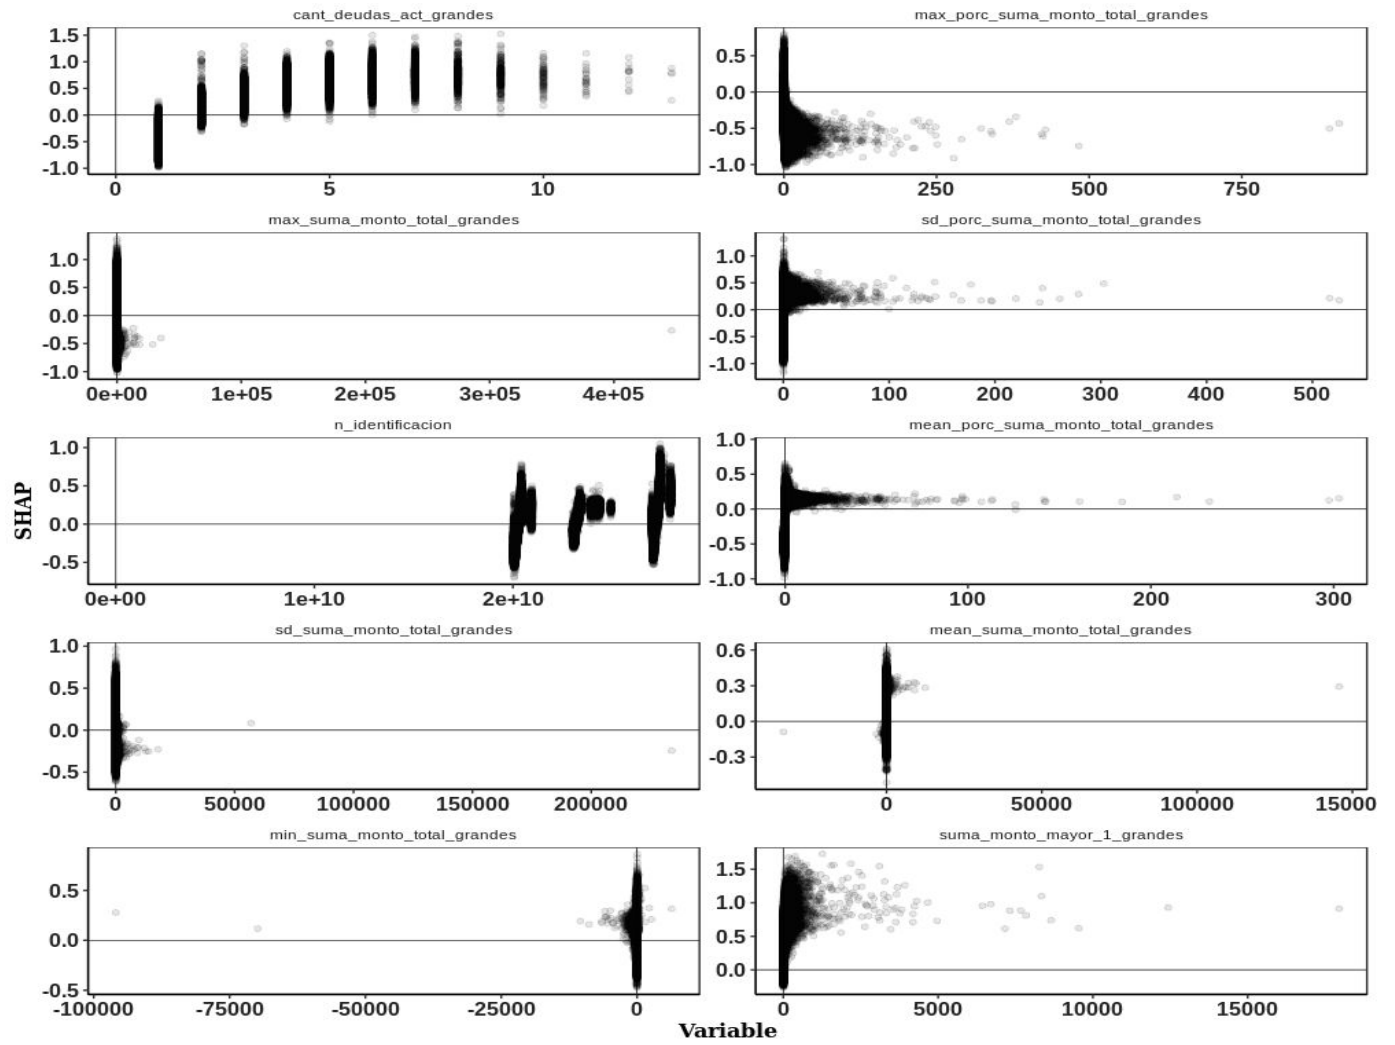 cant_deudas_act_grandes
1.5
1.0
0.5
0.0
-0.5
-1.0
0 5 10
max_porc_suma_monto_total_grandes
0.5
0.0
-0.5
-1.0
0 250 500 750
max_suma_monto_total_grandes
1.0
0.5
0.0
-0.5
-1.0
0e+00 1e+05 2e+05 3e+05 4e+05
sd_porc_suma_monto_total_grandes
1.0
0.5
0.0
-0.5
-1.0
0 100 200 300 400 500
n_identificacion
1.0
0.5
0.0
-0.5
0e+00 1e+10 2e+10
mean_porc_suma_monto_total_grandes
1.0
0.5
0.0
-0.5
-1.0
0 100 200 300
SHAP
sd_suma_monto_total_grandes
1.0
0.5
0.0
-0.5
0 50000 100000 150000 200000
mean_suma_monto_total_grandes
0.6
0.3
0.0
-0.3
0 50000 100000 15000
min_suma_monto_total_grandes
0.5
0.0
-0.5
-100000 -75000 -50000 -25000 0
suma_monto_mayor_1_grandes
1.5
1.0
0.5
0.0
0 5000 10000 15000
Variable